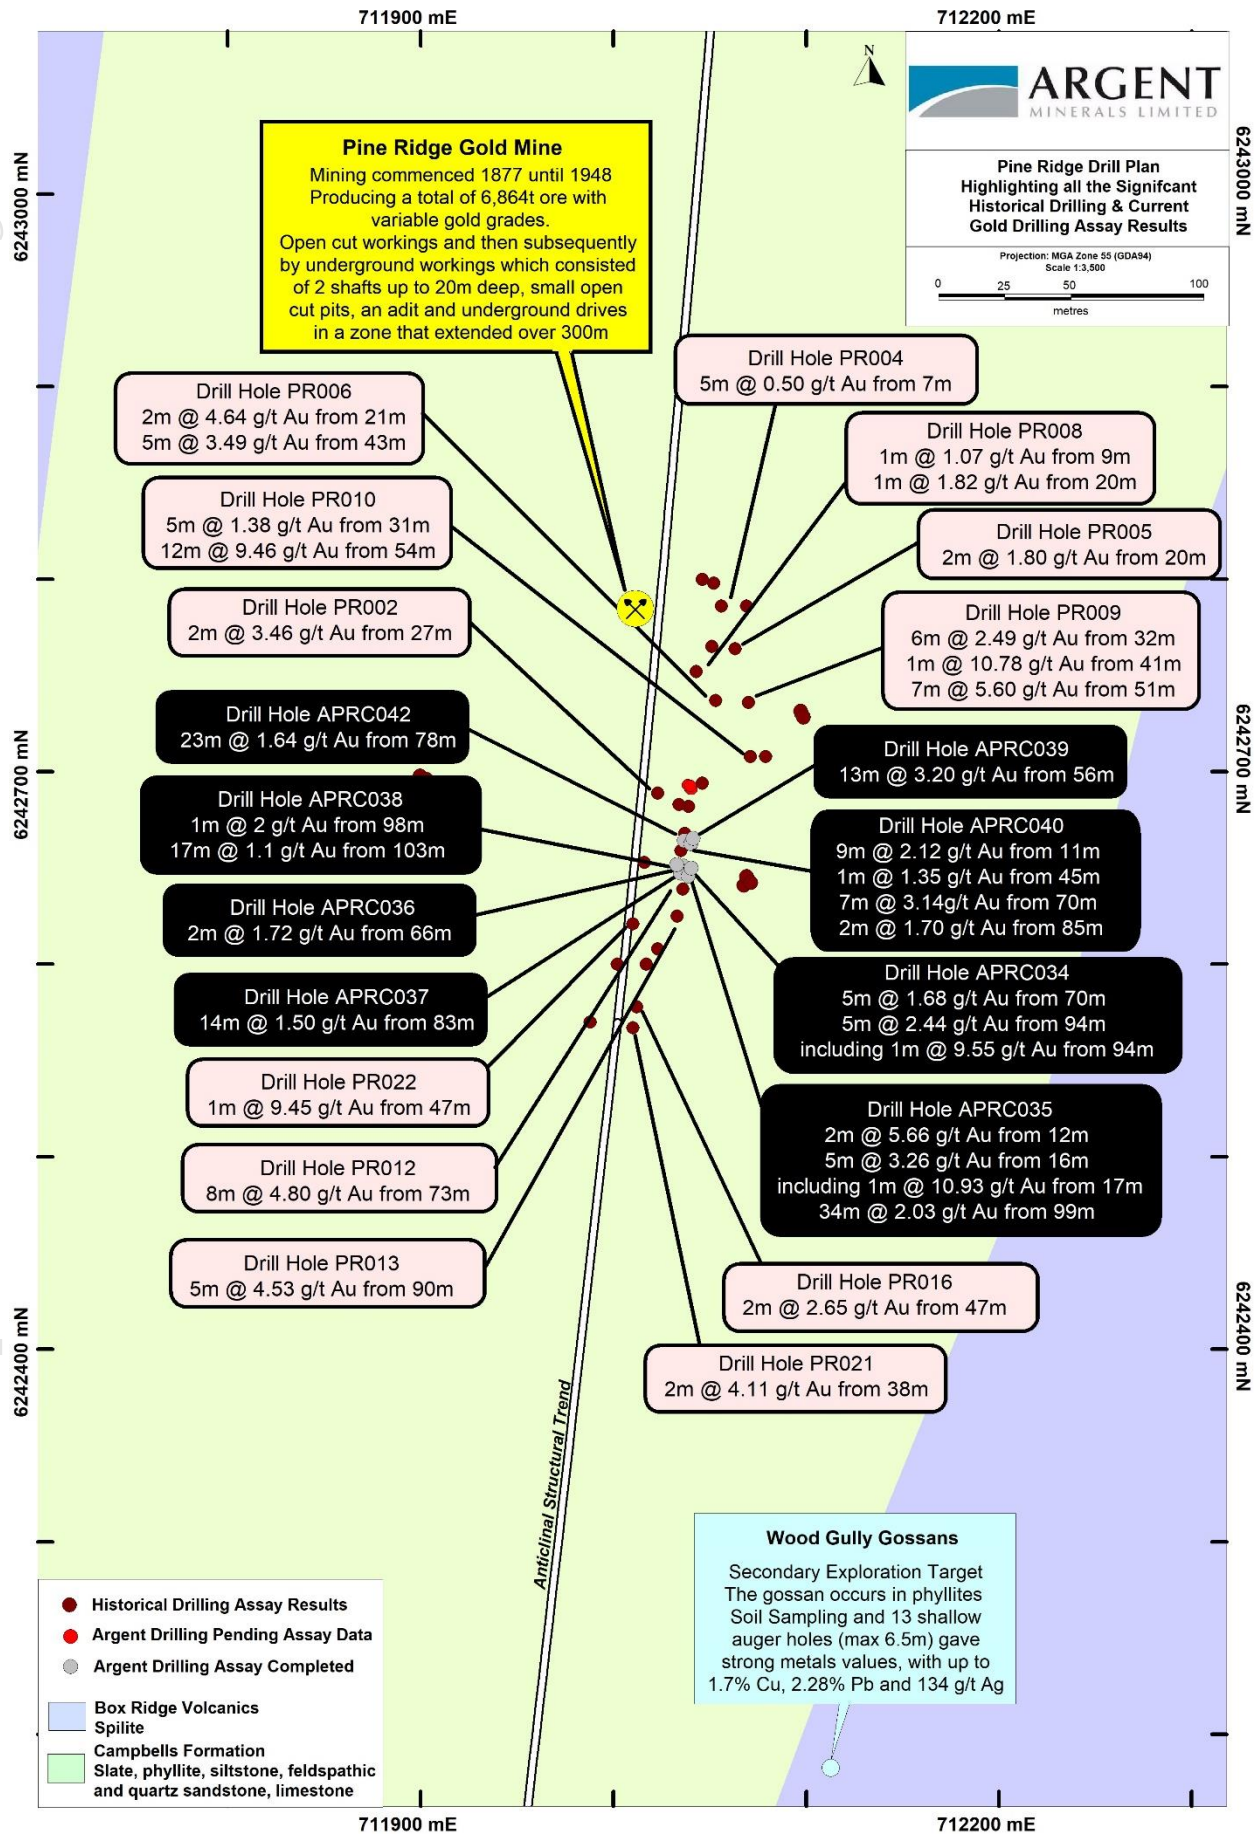 711900 mE
712200 mE
N
ARGENT
MINERALS LIMITED
Pine Ridge Drill Plan
Highlighting all the Signifcant
Historical Drilling & Current
Gold Drilling Assay Results
Projection: MGA Zone 55 (GDA94)
Scale 1:3,500
0 25 50 100
metres
6243000 mN
6243000 mN
Pine Ridge Gold Mine
Mining commenced 1877 until 1948
Producing a total of 6,864t ore with
variable gold grades.
Open cut workings and then subsequently
by underground workings which consisted
of 2 shafts up to 20m deep, small open
cut pits, an adit and underground drives
in a zone that extended over 300m
Drill Hole PR004
5m @ 0.50 g/t Au from 7m
Drill Hole PR006
2m @ 4.64 g/t Au from 21m
5m @ 3.49 g/t Au from 43m
Drill Hole PR008
1m @ 1.07 g/t Au from 9m
1m @ 1.82 g/t Au from 20m
Drill Hole PR010
5m @ 1.38 g/t Au from 31m
12m @ 9.46 g/t Au from 54m
Drill Hole PR005
2m @ 1.80 g/t Au from 20m
Drill Hole PR002
2m @ 3.46 g/t Au from 27m
Drill Hole PR009
6m @ 2.49 g/t Au from 32m
1m @ 10.78 g/t Au from 41m
7m @ 5.60 g/t Au from 51m
Drill Hole APRC042
23m @ 1.64 g/t Au from 78m
Drill Hole APRC039
13m @ 3.20 g/t Au from 56m
6242700 mN
6242700 mN
Drill Hole APRC038
1m @ 2 g/t Au from 98m
17m @ 1.1 g/t Au from 103m
Drill Hole APRC040
9m @ 2.12 g/t Au from 11m
1m @ 1.35 g/t Au from 45m
7m @ 3.14g/t Au from 70m
2m @ 1.70 g/t Au from 85m
Drill Hole APRC036
2m @ 1.72 g/t Au from 66m
Drill Hole APRC034
5m @ 1.68 g/t Au from 70m
5m @ 2.44 g/t Au from 94m
including 1m @ 9.55 g/t Au from 94m
Drill Hole APRC037
14m @ 1.50 g/t Au from 83m
Drill Hole PR022
1m @ 9.45 g/t Au from 47m
Drill Hole APRC035
2m @ 5.66 g/t Au from 12m
5m @ 3.26 g/t Au from 16m
including 1m @ 10.93 g/t Au from 17m
34m @ 2.03 g/t Au from 99m
Drill Hole PR012
8m @ 4.80 g/t Au from 73m
Drill Hole PR013
5m @ 4.53 g/t Au from 90m
Drill Hole PR016
2m @ 2.65 g/t Au from 47m
Drill Hole PR021
2m @ 4.11 g/t Au from 38m
6242400 mN
6242400 mN
Anticlinal Structural Trend
Wood Gully Gossans
Secondary Exploration Target
The gossan occurs in phyllites
Soil Sampling and 13 shallow
auger holes (max 6.5m) gave
strong metals values, with up to
1.7% Cu, 2.28% Pb and 134 g/t Ag
Historical Drilling Assay Results
Argent Drilling Pending Assay Data
Argent Drilling Assay Completed
Box Ridge Volcanics
Spilite
Campbells Formation
Slate, phyllite, siltstone, feldspathic
and quartz sandstone, limestone
711900 mE
712200 mE